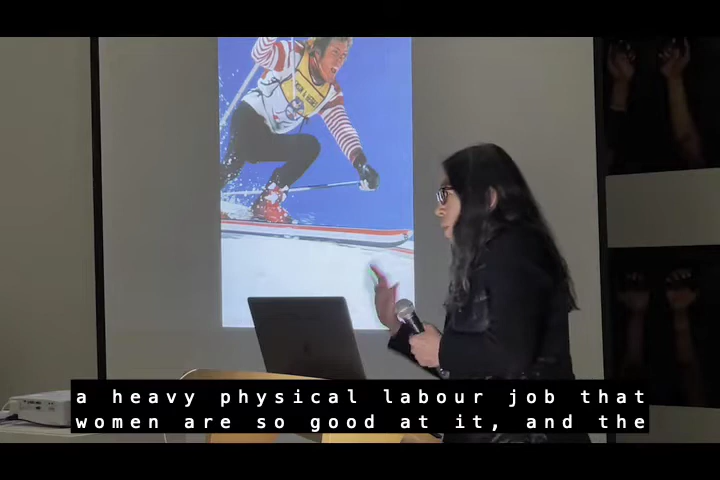 a heavy physical labour job that
women are so good at it, and the